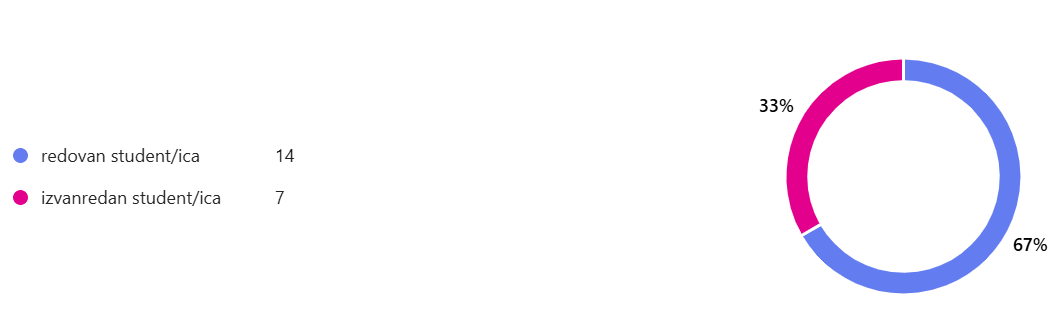 33%
redovan student/ica 14
izvanredan student/ica 7
67%